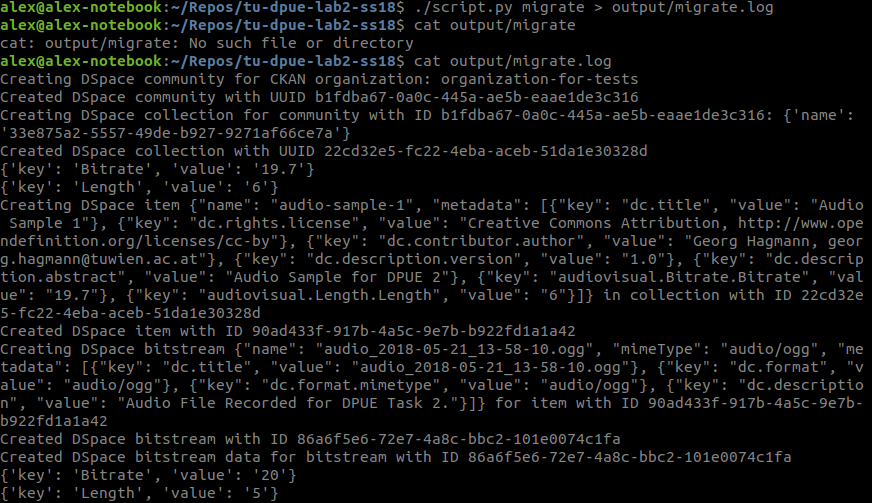 alex@alex-notebook:~/Repos/tu-dpue-lab2-ss18$ ./script.py migrate > output/migrate.log
alex@alex-notebook:~/Repos/tu-dpue-lab2-ss18$ cat output/migrate
cat: output/migrate: No such file or directory
alex@alex-notebook:~/Repos/tu-dpue-lab2-ss18$ cat output/migrate.log
Creating DSpace community for CKAN organization: organization-for-tests
Created DSpace community with UUID b1fdba67-0a0c-445a-ae5b-eaae1de3c316
Creating DSpace collection for community with ID b1fdba67-0a0c-445a-ae5b-eaae1de3c316: {'name':
'33e875a2-5557-49de-b927-9271af66ce7a'}
Created DSpace collection with UUID 22cd32e5-fc22-4eba-aceb-51da1e30328d
{'key': 'Bitrate', 'value': '19.7'}
{'key': 'Length', 'value': '6'}
Creating DSpace item {"name": "audio-sample-1", "metadata": [{"key": "dc.title", "value": "Audio
 Sample 1"}, {"key": "dc.rights.license", "value": "Creative Commons Attribution, http://www.ope
ndefinition.org/licenses/cc-by"}, {"key": "dc.contributor.author", "value": "Georg Hagmann, geor
g.hagmann@tuwien.ac.at"}, {"key": "dc.description.version", "value": "1.0"}, {"key": "dc.descrip
tion.abstract", "value": "Audio Sample for DPUE 2"}, {"key": "audiovisual.Bitrate.Bitrate", "val
ue": "19.7"}, {"key": "audiovisual.Length.Length", "value": "6"}]} in collection with ID 22cd32e
5-fc22-4eba-aceb-51da1e30328d
Created DSpace item with ID 90ad433f-917b-4a5c-9e7b-b922fd1a1a42
Creating DSpace bitstream {"name": "audio_2018-05-21_13-58-10.ogg", "mimeType": "audio/ogg", "me
tadata": [{"key": "dc.title", "value": "audio_2018-05-21_13-58-10.ogg"}, {"key": "dc.format", "v
alue": "audio/ogg"}, {"key": "dc.format.mimetype", "value": "audio/ogg"}, {"key": "dc.descriptio
n", "value": "Audio File Recorded for DPUE Task 2."}]} for item with ID 90ad433f-917b-4a5c-9e7b-
b922fd1a1a42
Created DSpace bitstream with ID 86a6f5e6-72e7-4a8c-bbc2-101e0074c1fa
Created DSpace bitstream data for bitstream with ID 86a6f5e6-72e7-4a8c-bbc2-101e0074c1fa
{'key': 'Bitrate', 'value': '20'}
{'key': 'Length', 'value': '5'}